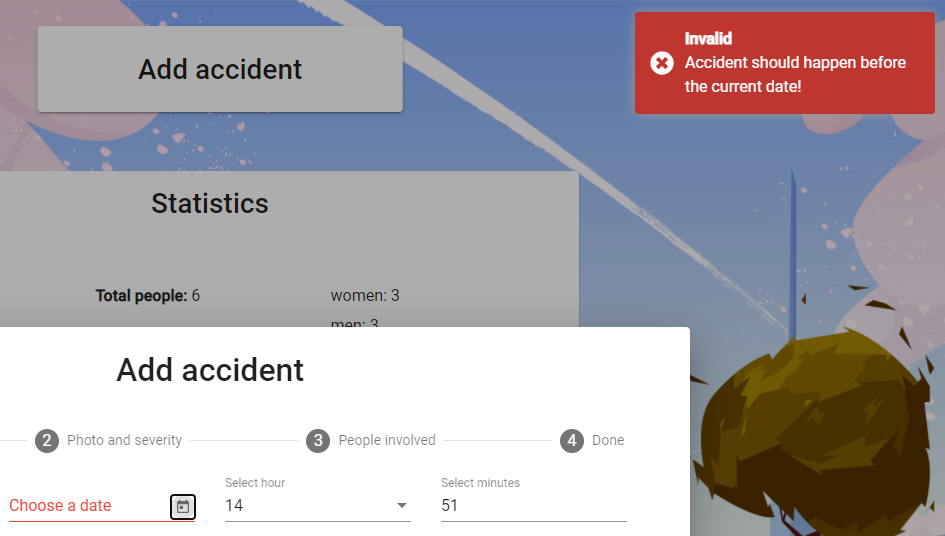 Add accident
Invalid
Accident should happen before
the current date!
Statistics
Total people: 6
women: 3
men: 3
Add accident
2 Photo and severity
3 People involved
4 Done
Choose a date
Select hour
14
Select minutes
51